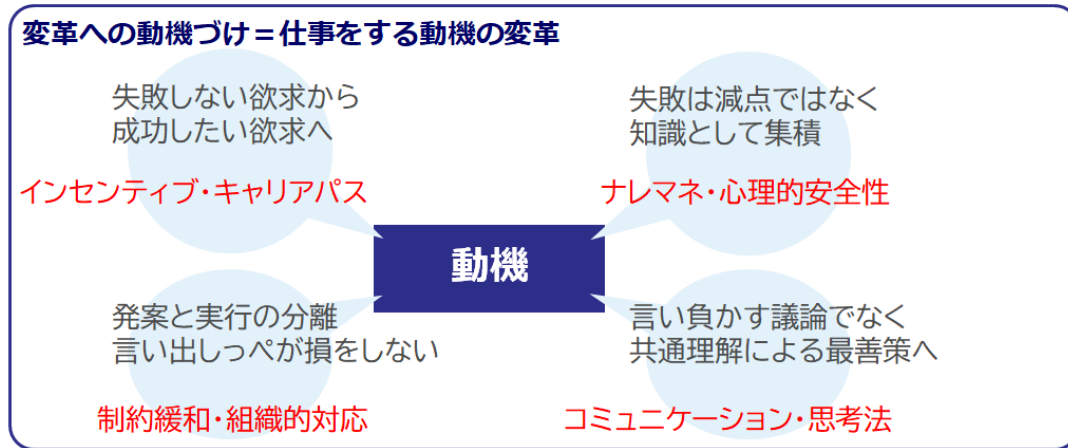 変革への動機づけ=仕事をする動機の変革
失敗しない欲求から
成功したい欲求へ
インセンティブ・キャリアパス
失敗は減点ではなく
知識として集積
ナレマネ・心理的安全性
動機
発案と実行の分離
言い出しっぺが損をしない
制約緩和・組織的対応
言い負かす議論でなく
共通理解による最善策へ
コミュニケーション・思考法